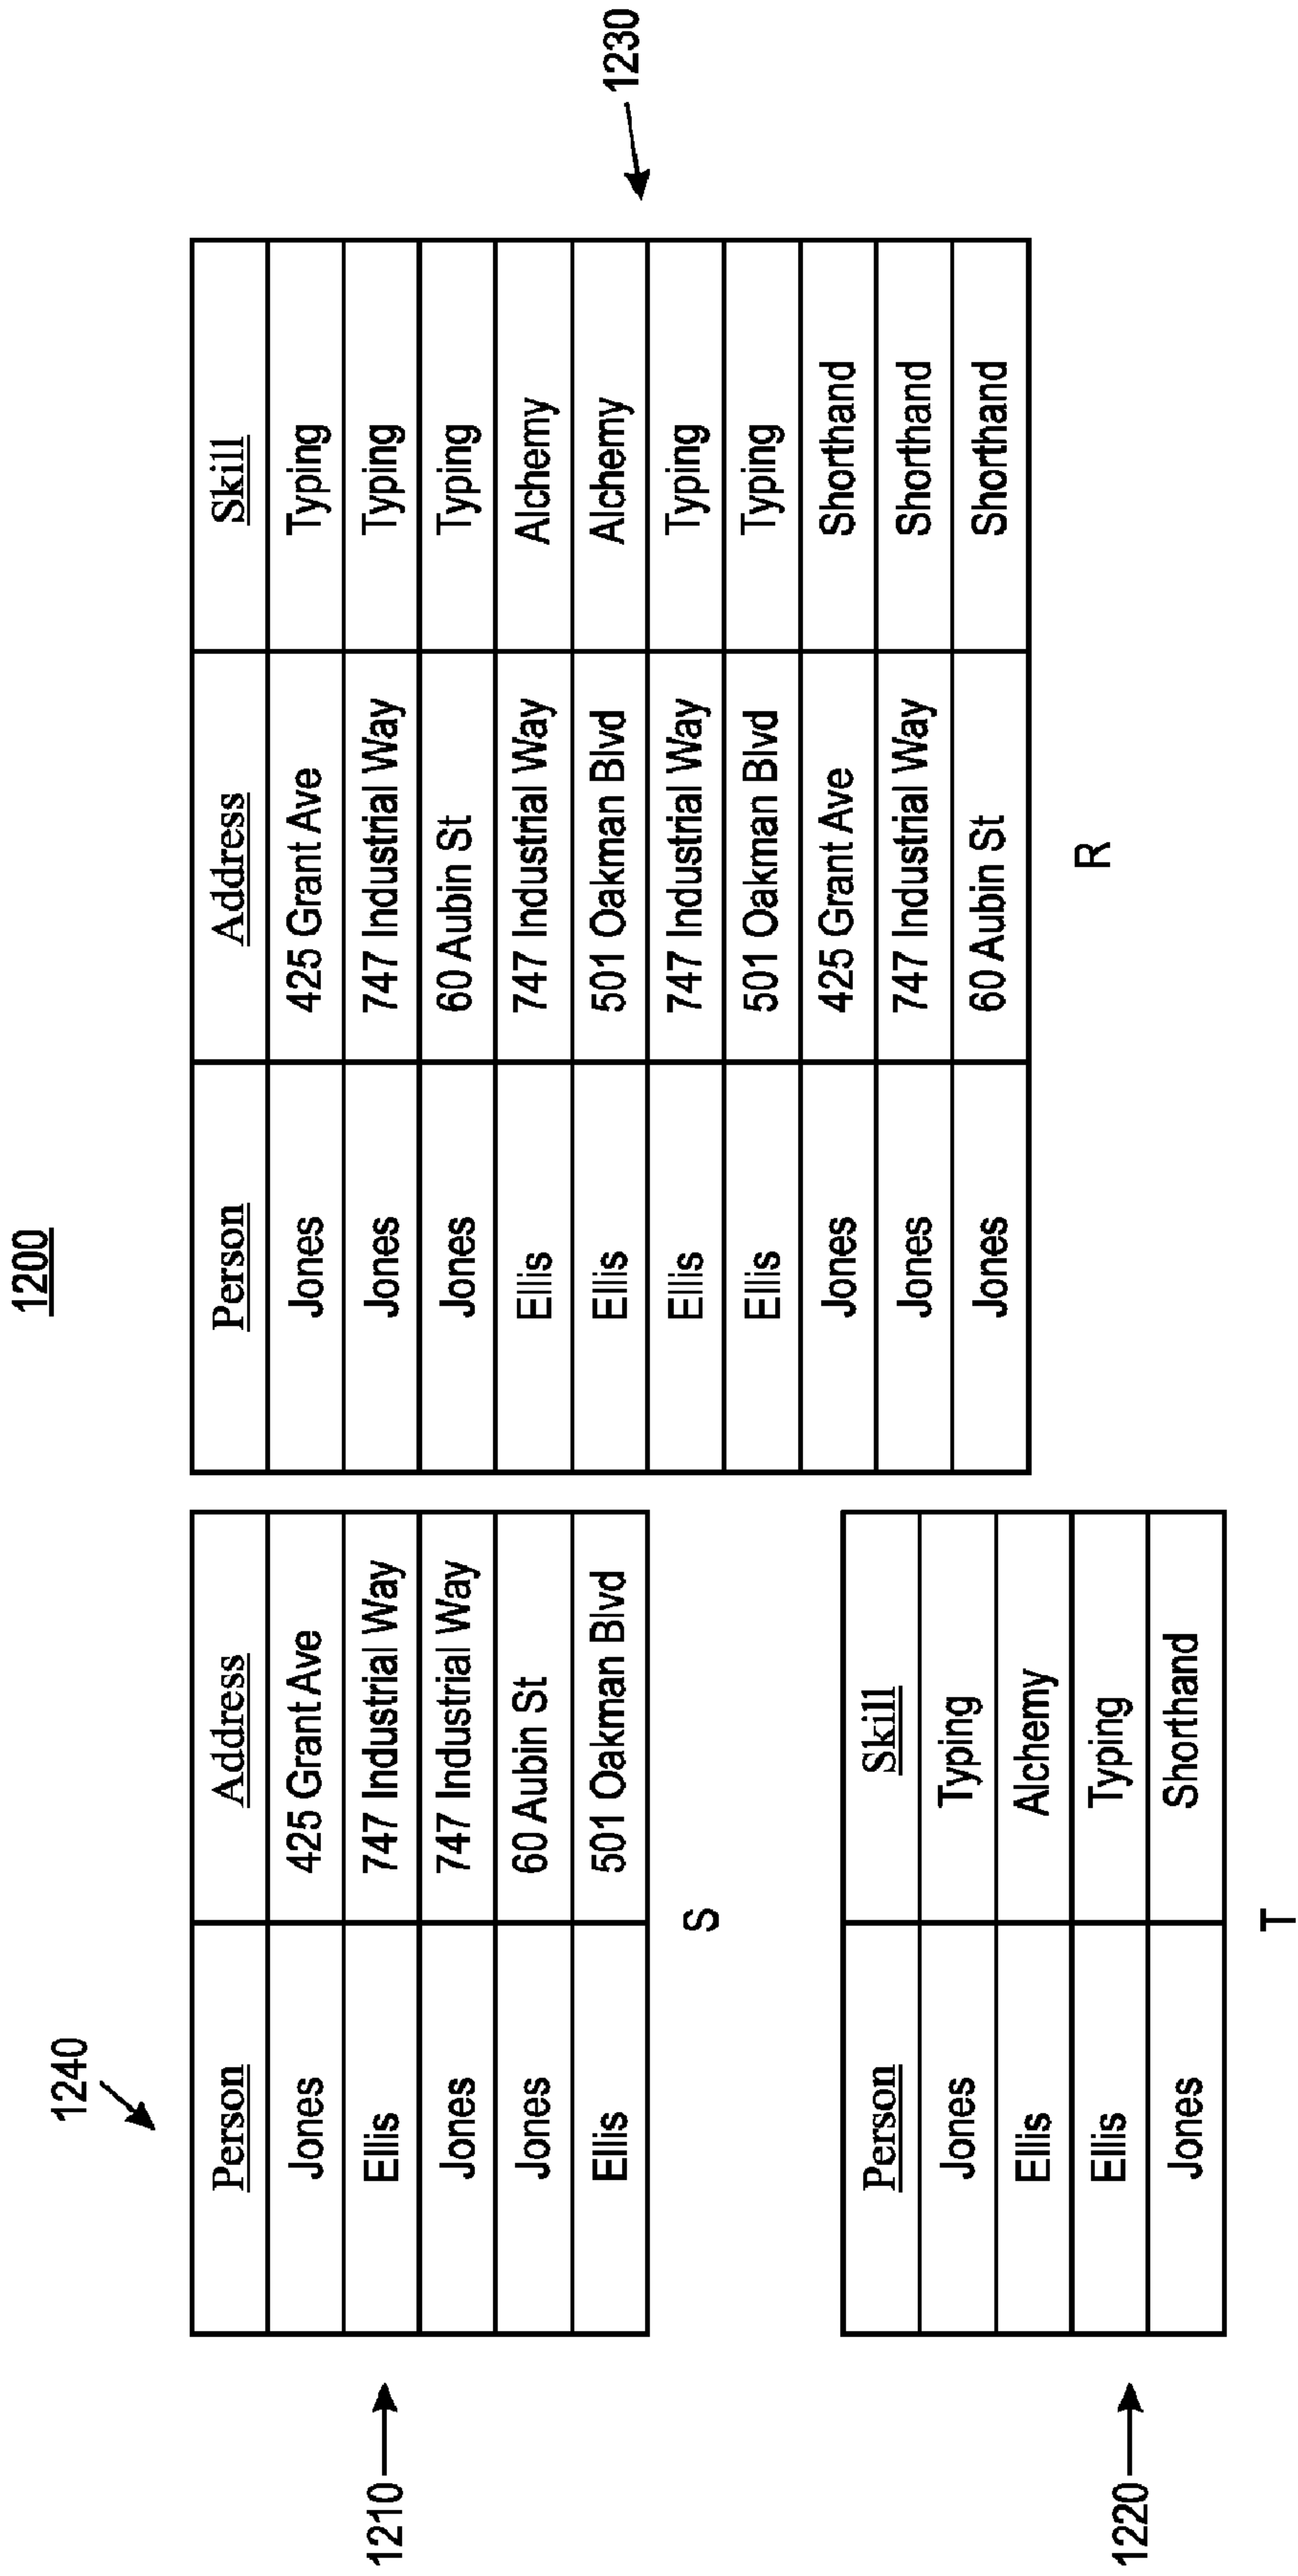 1200
1240
1210
Person Address
Jones 425 Grant Ave
Ellis 747 Industrial Way
Jones 747 Industrial Way
Jones 60 Aubin St
Ellis 501 Oakman Blvd
S
1220
Person Skill
Jones Typing
Ellis Alchemy
Ellis Typing
Jones Shorthand
T
1230
Person Address Skill
Jones 425 Grant Ave Typing
Jones 747 Industrial Way Typing
Jones 60 Aubin St Typing
Ellis 747 Industrial Way Alchemy
Ellis 501 Oakman Blvd Alchemy
Ellis 747 Industrial Way Typing
Ellis 501 Oakman Blvd Typing
Jones 425 Grant Ave Shorthand
Jones 747 Industrial Way Shorthand
Jones 60 Aubin St Shorthand
R